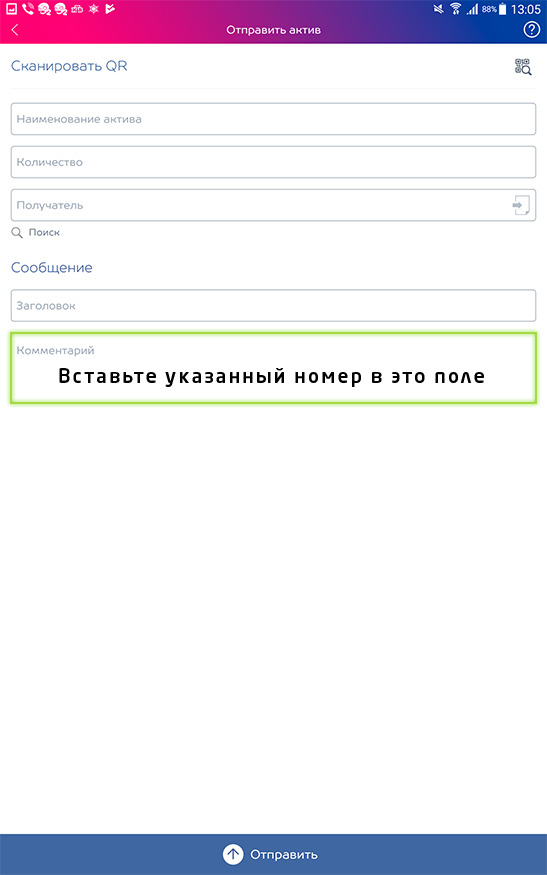 88% 13:05
Отправить актив
Сканировать QR
Наименование актива
Количество
Получатель
Поиск
Сообщение
Заголовок
Комментарий
Вставьте указанный номер в это поле
Отправить